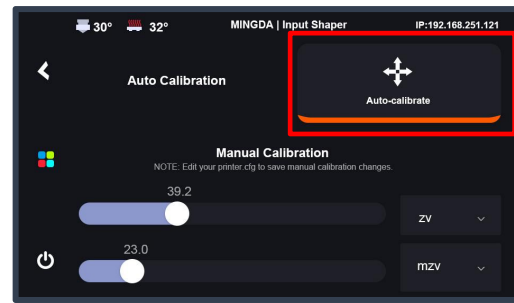 30° 32° MINGDA | Input Shaper IP:192.168.251.121
Auto Calibration
Auto-calibrate
Manual Calibration
NOTE: Edit your printer.cfg to save manual calibration changes.
39.2
zv
23.0
mzv